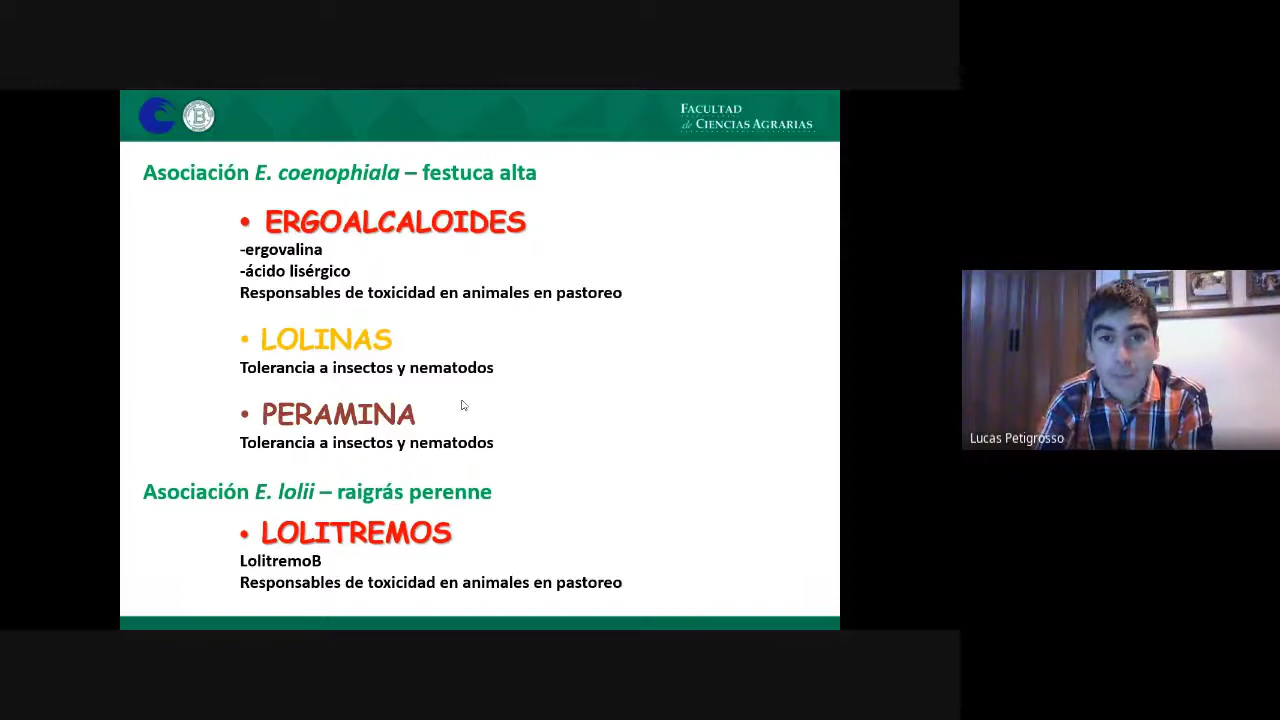 FACULTAD
de CIENCIAS AGRARIAS
B
Asociación E. coenophiala – festuca alta
• ERGOALCALOIDES
-ergovalina
-ácido lisérgico
Responsables de toxicidad en animales en pastoreo
• LOLINAS
Tolerancia a insectos y nematodos
• PERAMINA
Tolerancia a insectos y nematodos
Asociación E. lolii – raigrás perenne
• LOLITREMOS
LolitremoB
Responsables de toxicidad en animales en pastoreo
Lucas Petigrosso